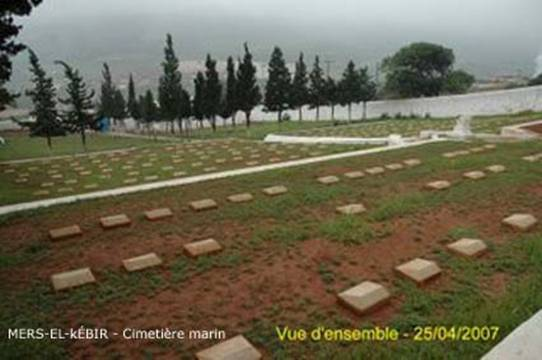 MERS-EL-kÉBIR - Cimetière marin
Vue d'ensemble - 25/04/2007